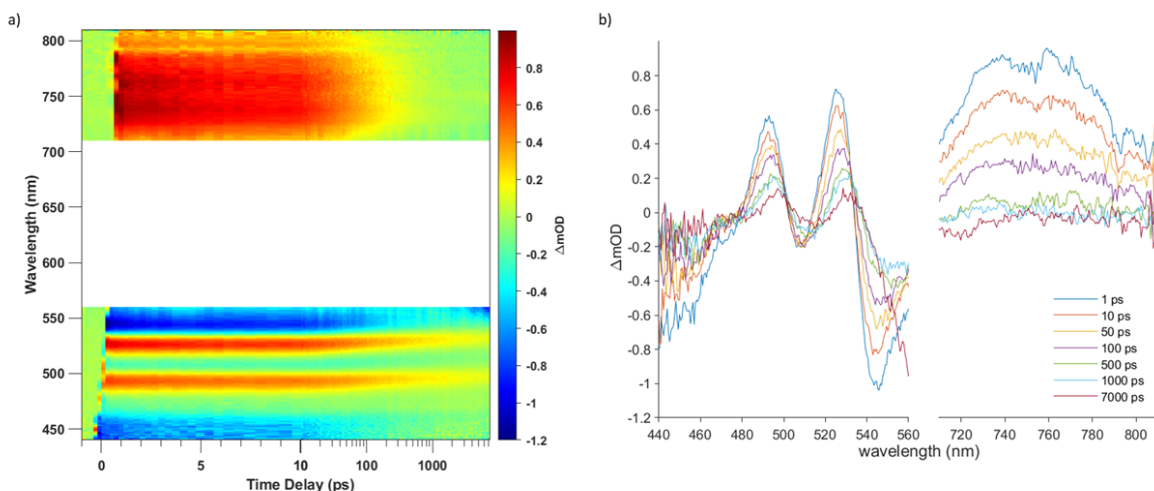 a)
800
750
700
650
600
550
500
450
Wavelength (nm)
0
5
10
100
1000
Time Delay (ps)
0.8
0.6
0.4
0.2
0
-0.2
-0.4
-0.6
-0.8
-1
-1.2
ΔmOD
b)
0.8
0.6
0.4
0.2
0
-0.2
-0.4
-0.6
-0.8
-1
-1.2
ΔmOD
440 460 480 500 520 540 560 720 740 760 780 800
wavelength (nm)
1 ps
10 ps
50 ps
100 ps
500 ps
1000 ps
7000 ps